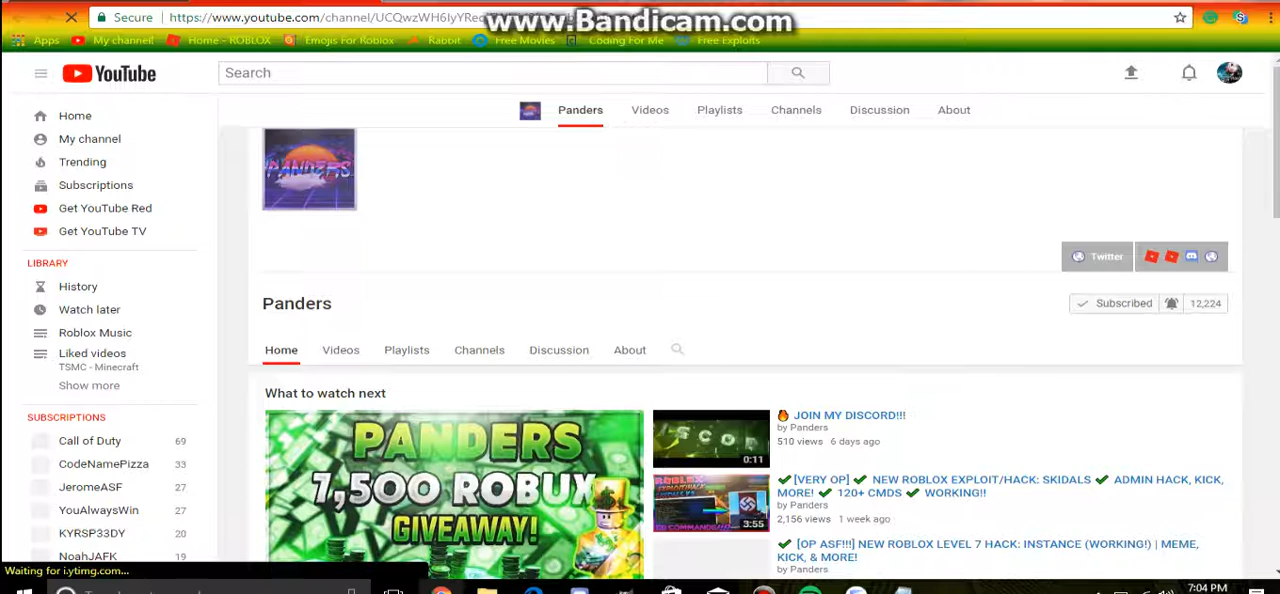 www.Bandicam.com
Secure https://www.youtube.com/channel/UCQwzWH6IyYRe
Apps My channel Home - ROBLOX Emojis For Roblox Rabbit Free Movies Coding For Me Free Exploits
YouTube
Search
Panders Videos Playlists Channels Discussion About
Home
My channel
Trending
Subscriptions
Get YouTube Red
Get YouTube TV
LIBRARY
History
Watch later
Roblox Music
Liked videos
TSMC - Minecraft
Show more
SUBSCRIPTIONS
Call of Duty 69
CodeNamePizza 33
JeromeASF 27
YouAlwaysWin 27
KYRSP33DY 20
NoahJAFK 19
PANDERS
Twitter
Panders
Subscribed 12,224
Home Videos Playlists Channels Discussion About
What to watch next
PANDERS
7,500 ROBUX
GIVEAWAY!
0:11
JOIN MY DISCORD!!!
by Panders
510 views 6 days ago
3:55
[VERY OP] NEW ROBLOX EXPLOIT/HACK: SKIDALS ADMIN HACK, KICK,
MORE! 120+ CMDS WORKING!!
by Panders
2,156 views 1 week ago
[OP ASF!!!] NEW ROBLOX LEVEL 7 HACK: INSTANCE (WORKING!) | MEME,
KICK, & MORE!
by Panders
Waiting for i.ytimg.com...
7:04 PM